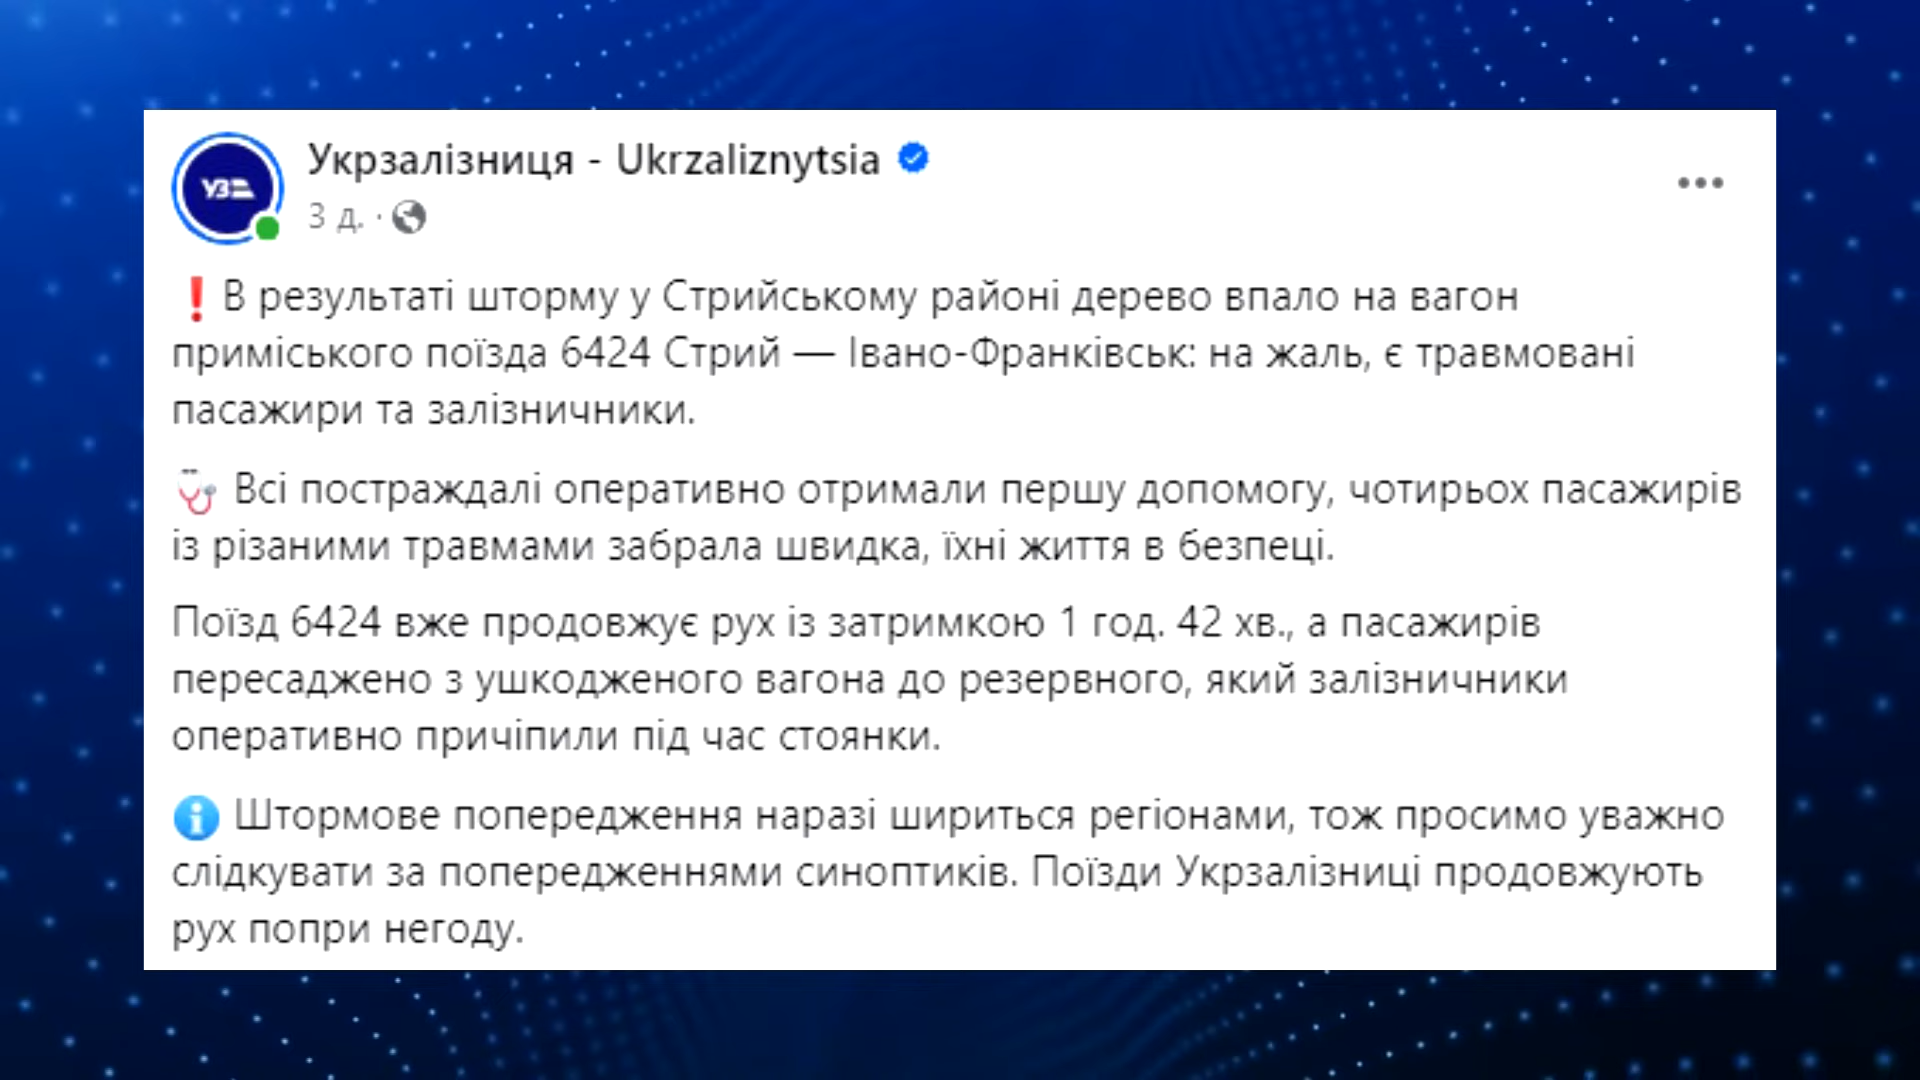 Укрзалізниця - Ukrzaliznytsia
УЗ
3 д. ·
❗В результаті шторму у Стрийському районі дерево впало на вагон
приміського поїзда 6424 Стрий — Івано-Франківськ: на жаль, є травмовані
пасажири та залізничники.
🩺 Всі постраждалі оперативно отримали першу допомогу, чотирьох пасажирів
із різаними травмами забрала швидка, їхні життя в безпеці.
Поїзд 6424 вже продовжує рух із затримкою 1 год. 42 хв., а пасажирів
пересаджено з ушкодженого вагона до резервного, який залізничники
оперативно причіпили під час стоянки.
ℹ️ Штормове попередження наразі шириться регіонами, тож просимо уважно
слідкувати за попередженнями синоптиків. Поїзди Укрзалізниці продовжують
рух попри негоду.